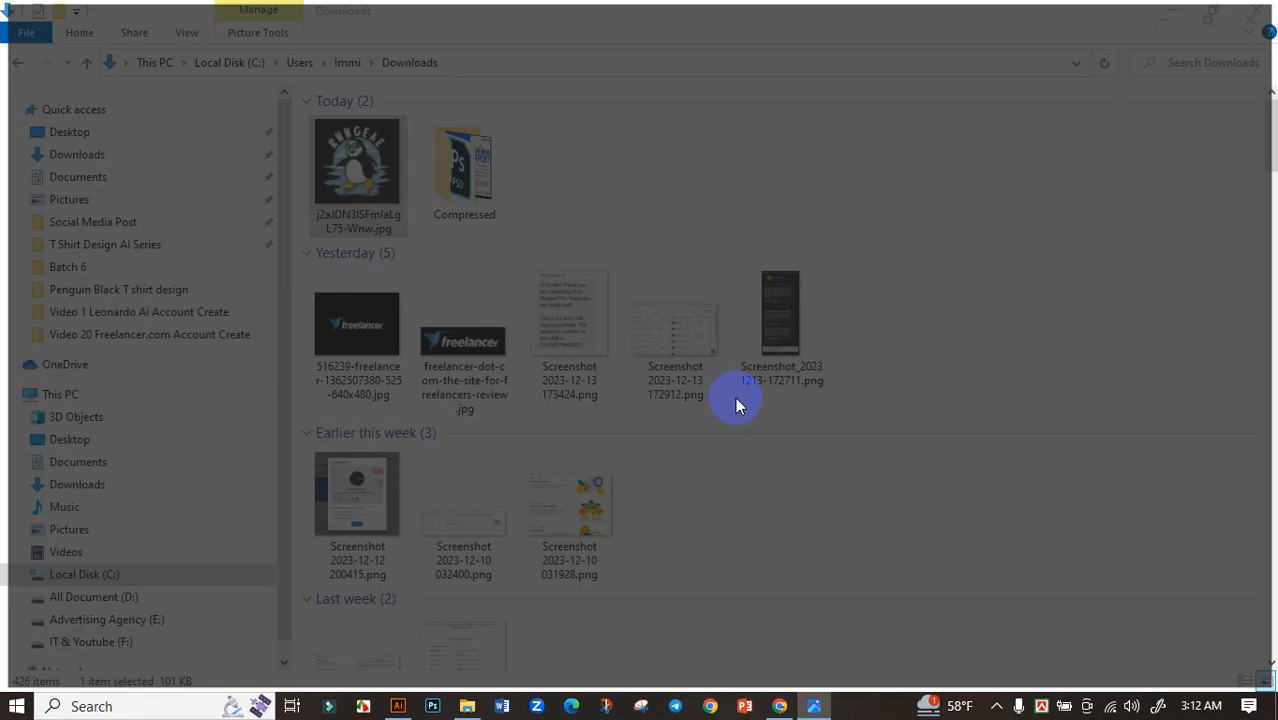 Manage
Downloads
File
Home
Share
View
Picture Tools
This PC
Local Disk (C:)
Users
Immi
Downloads
Search Downloads
Quick access
Desktop
Downloads
Documents
Pictures
Social Media Post
T Shirt Design AI Series
Batch 6
Penguin Black T shirt design
Video 1 Leonardo Ai Account Create
Video 20 Freelancer.com Account Create
OneDrive
This PC
3D Objects
Desktop
Documents
Downloads
Music
Pictures
Videos
Local Disk (C:)
All Document (D:)
Advertising Agency (E:)
IT & Youtube (F:)
Today (2)
PS
PSD
j2aJDN3ISFmlaLg
L75-Wnw.jpg
Compressed
Yesterday (5)
freelancer
freelancer
516239-freelance
r-1362507380-525
-640x480.jpg
freelancer-dot-c
om-the-site-for-f
reelancers-review
.jpg
Screenshot
2023-12-13
173424.png
Screenshot
2023-12-13
172912.png
Screenshot_2023
1213-172711.png
Earlier this week (3)
Screenshot
2023-12-12
200415.png
Screenshot
2023-12-10
032400.png
Screenshot
2023-12-10
031928.png
Last week (2)
426 items
1 item selected
101 KB
Search
Ai
Ps
1
58°F
3:12 AM